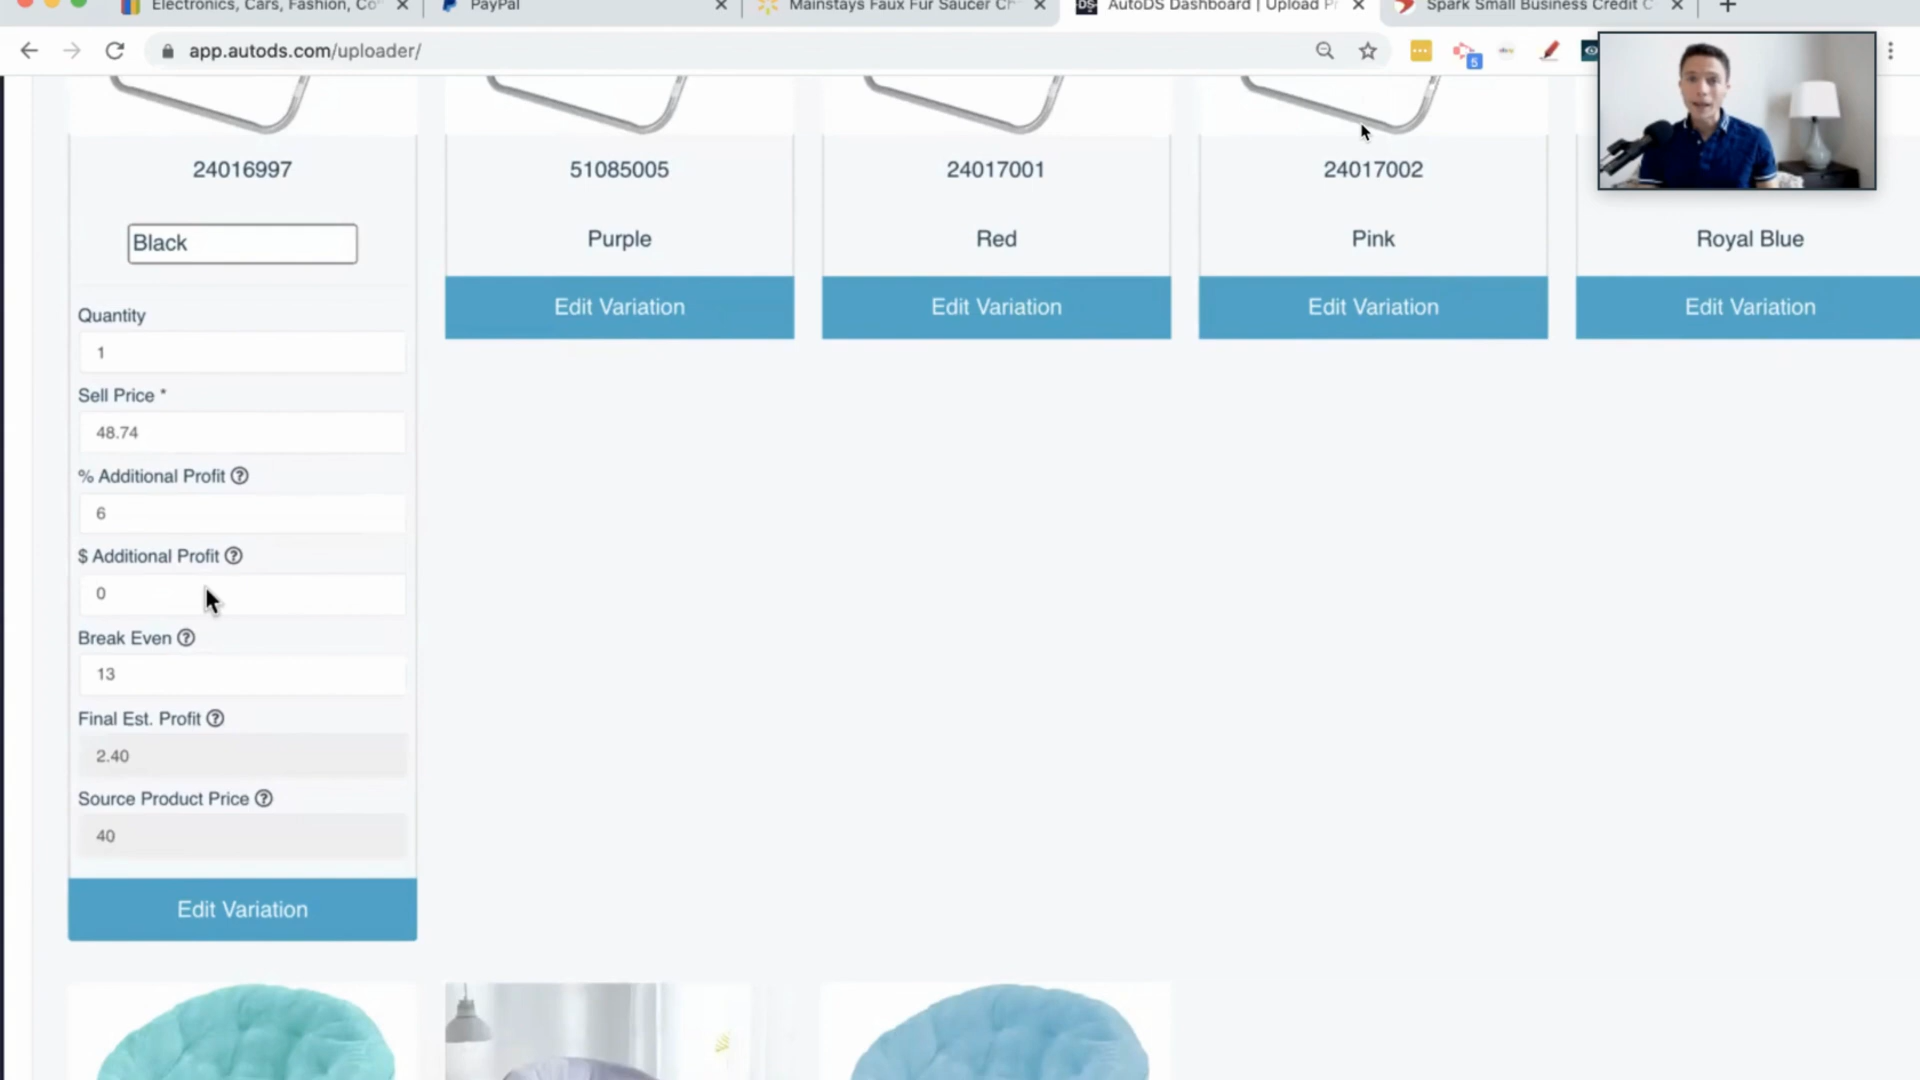 Electronics, Cars, Fashion, Co
PayPal
Mainstays Faux Fur Saucer Ch
AutoDS Dashboard | Upload Pr
Spark Small Business Credit C
app.autods.com/uploader/
5
24016997
51085005
24017001
24017002
Black
Purple
Red
Pink
Royal Blue
Edit Variation
Edit Variation
Edit Variation
Edit Variation
Quantity
1
Sell Price *
48.74
% Additional Profit
6
$ Additional Profit
0
Break Even
13
Final Est. Profit
2.40
Source Product Price
40
Edit Variation